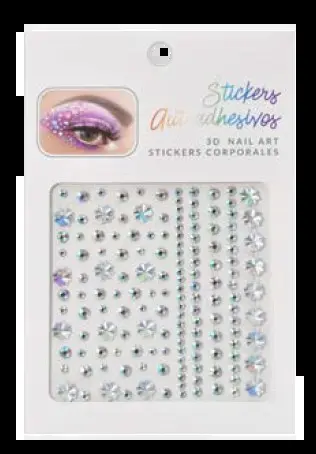 Stickers
Autoadhesivos
3D NAIL ART
STICKERS CORPORALES